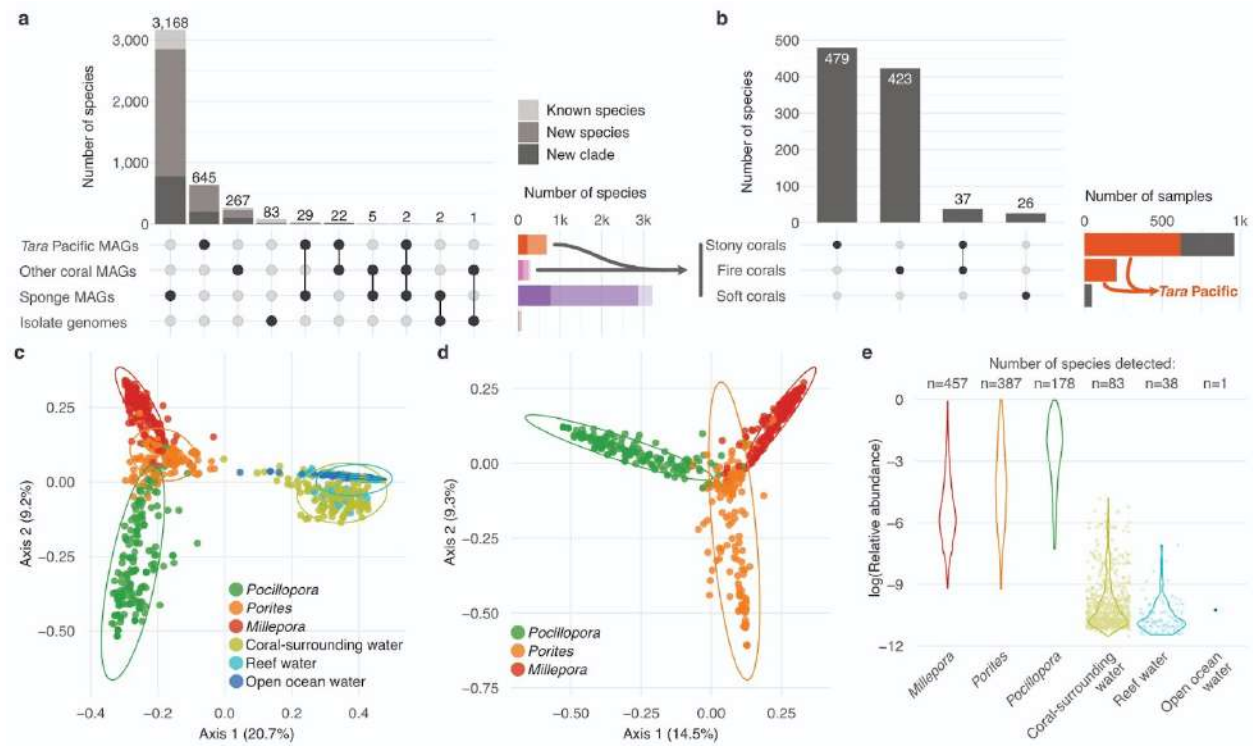 a
3,168
3,000
2,000
1,000
0
Number of species
645
267
83
29
22
5
2
2
1
Known species
New species
New clade
Number of species
0 1k 2k 3k
Tara Pacific MAGs
Other coral MAGs
Sponge MAGs
Isolate genomes
b
500
400
300
200
100
0
Number of species
479
423
37
26
Number of samples
0 500 1k
Stony corals
Fire corals
Soft corals
Tara Pacific
c
0.25
0.00
−0.25
−0.50
Axis 2 (9.2%)
Pocillopora
Porites
Millepora
Coral-surrounding water
Reef water
Open ocean water
−0.4 −0.2 0.0 0.2 0.4
Axis 1 (20.7%)
d
0.25
0.00
−0.25
−0.50
−0.75
Axis 2 (9.3%)
Pocillopora
Porites
Millepora
−0.50 −0.25 0.00 0.25
Axis 1 (14.5%)
e
Number of species detected:
n=457 n=387 n=178 n=83 n=38 n=1
0
−3
−6
−9
−12
log(Relative abundance)
Millepora
Porites
Pocillopora
Coral-surrounding
water
Reef water
Open ocean
water